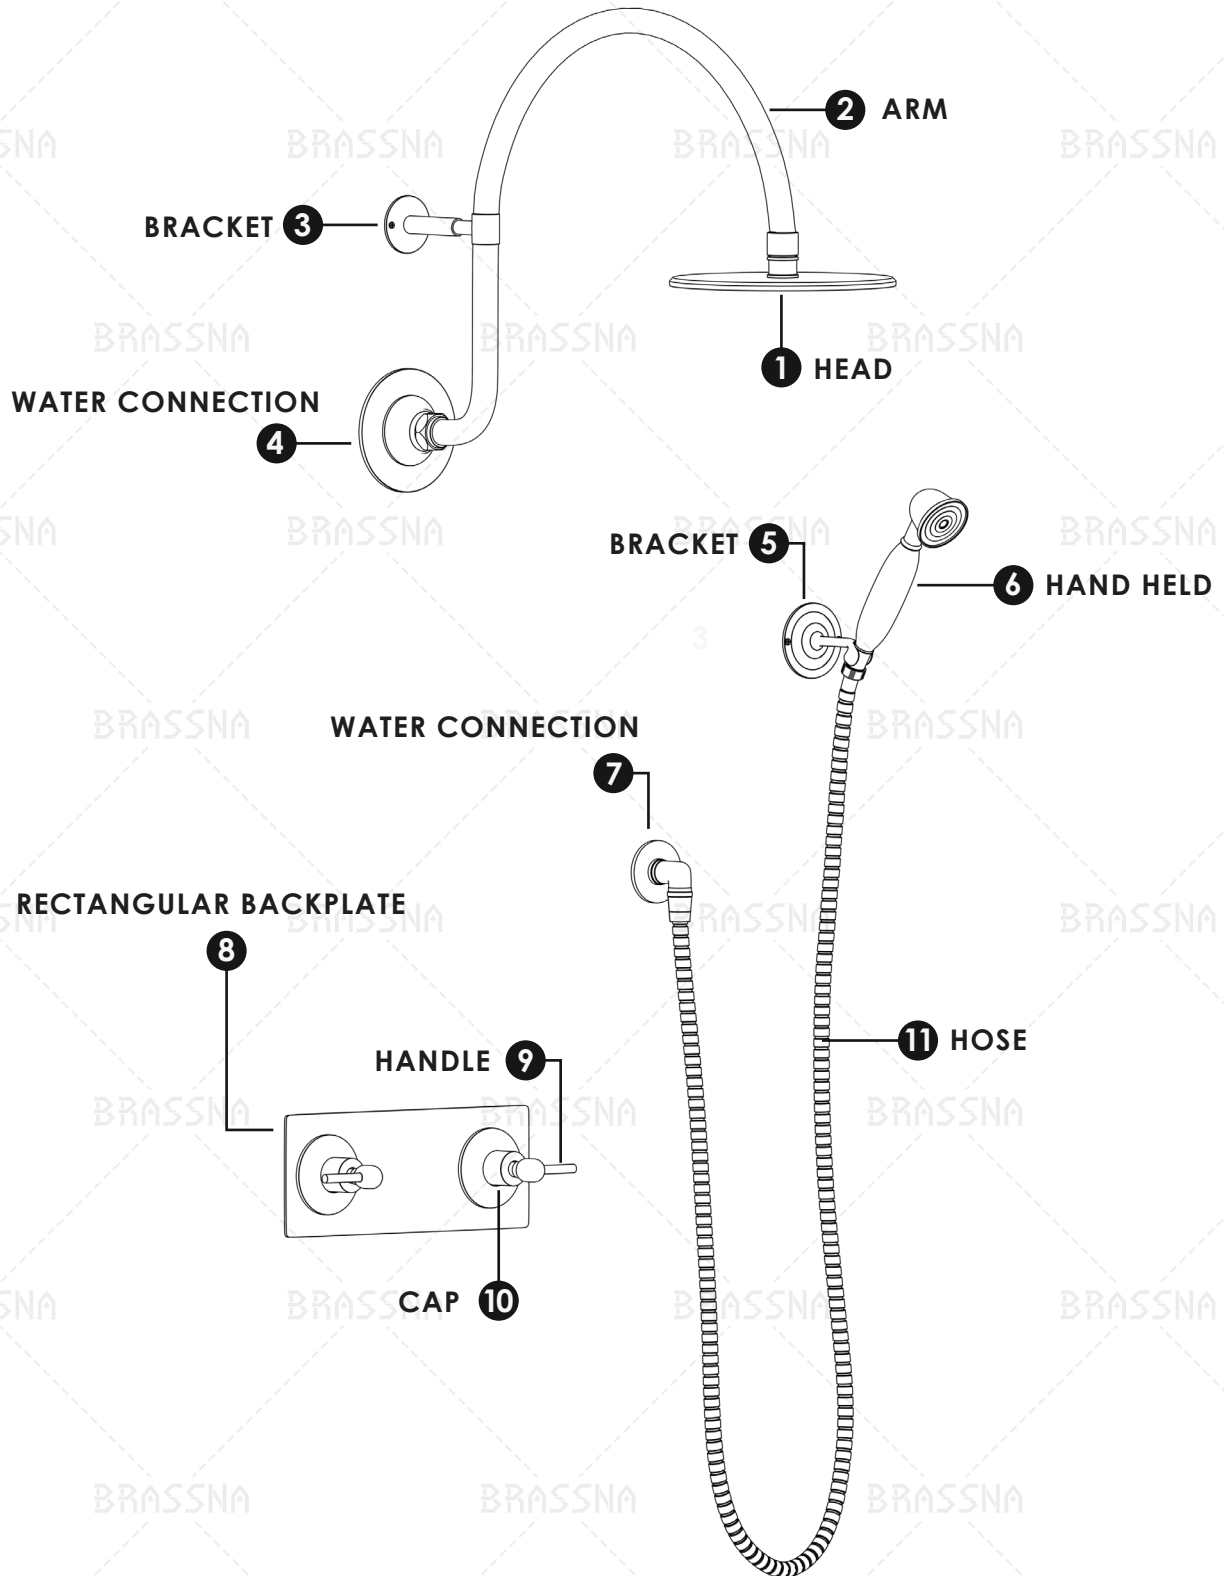 2 ARM
BRACKET 3
1 HEAD
WATER CONNECTION
4
BRACKET 5
6 HAND HELD
3
WATER CONNECTION
7
RECTANGULAR BACKPLATE
8
11 HOSE
HANDLE 9
CAP 10
BRASSNA